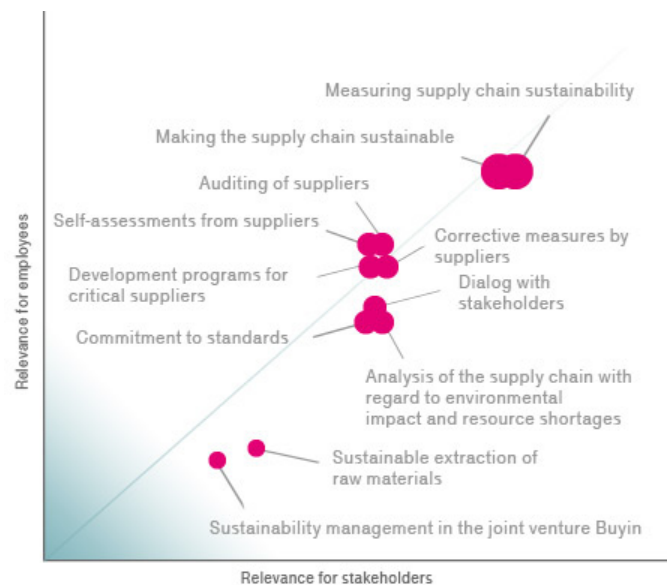 Measuring supply chain sustainability
Making the supply chain sustainable
Auditing of suppliers
Self-assessments from suppliers
Corrective measures by
suppliers
Development programs for
critical suppliers
Dialog with
stakeholders
Commitment to standards
Analysis of the supply chain with
regard to environmental
impact and resource shortages
Sustainable extraction of
raw materials
Sustainability management in the joint venture Buyin
Relevance for employees
Relevance for stakeholders